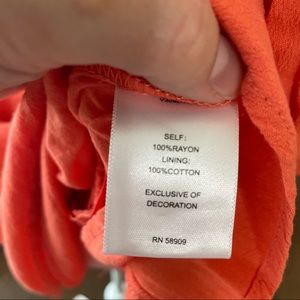 SELF:
100%RAYON
LINING:
100%COTTON
EXCLUSIVE OF
DECORATION
RN 58909